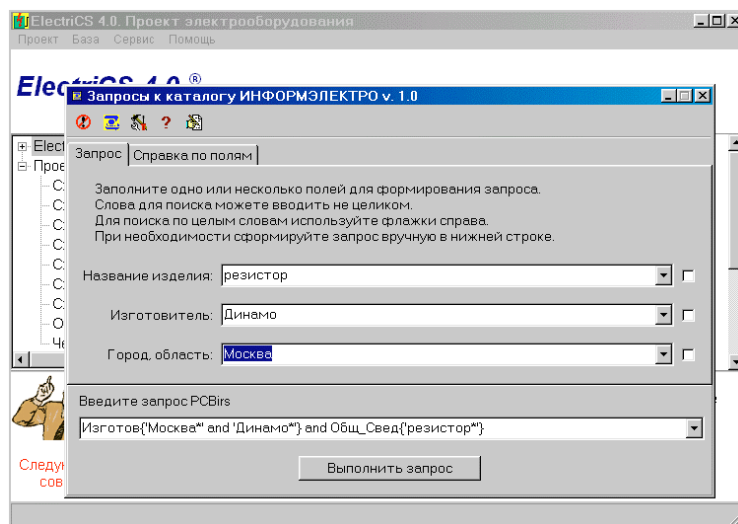 ElectriCS 4.0. Проект электрооборудования
Проект База Сервис Помощь
ElectriCS 4.0 ®
Запросы к каталогу ИНФОРМЭЛЕКТРО v. 1.0
Запрос Справка по полям
Заполните одно или несколько полей для формирования запроса.
Слова для поиска можете вводить не целиком.
Для поиска по целым словам используйте флажки справа.
При необходимости сформируйте запрос вручную в нижней строке.
Название изделия: резистор
Изготовитель: Динамо
Город, область: Москва
Введите запрос PCBirs
Изготов{'Москва*' and 'Динамо*'} and Общ_Свед{'резистор*'}
Выполнить запрос